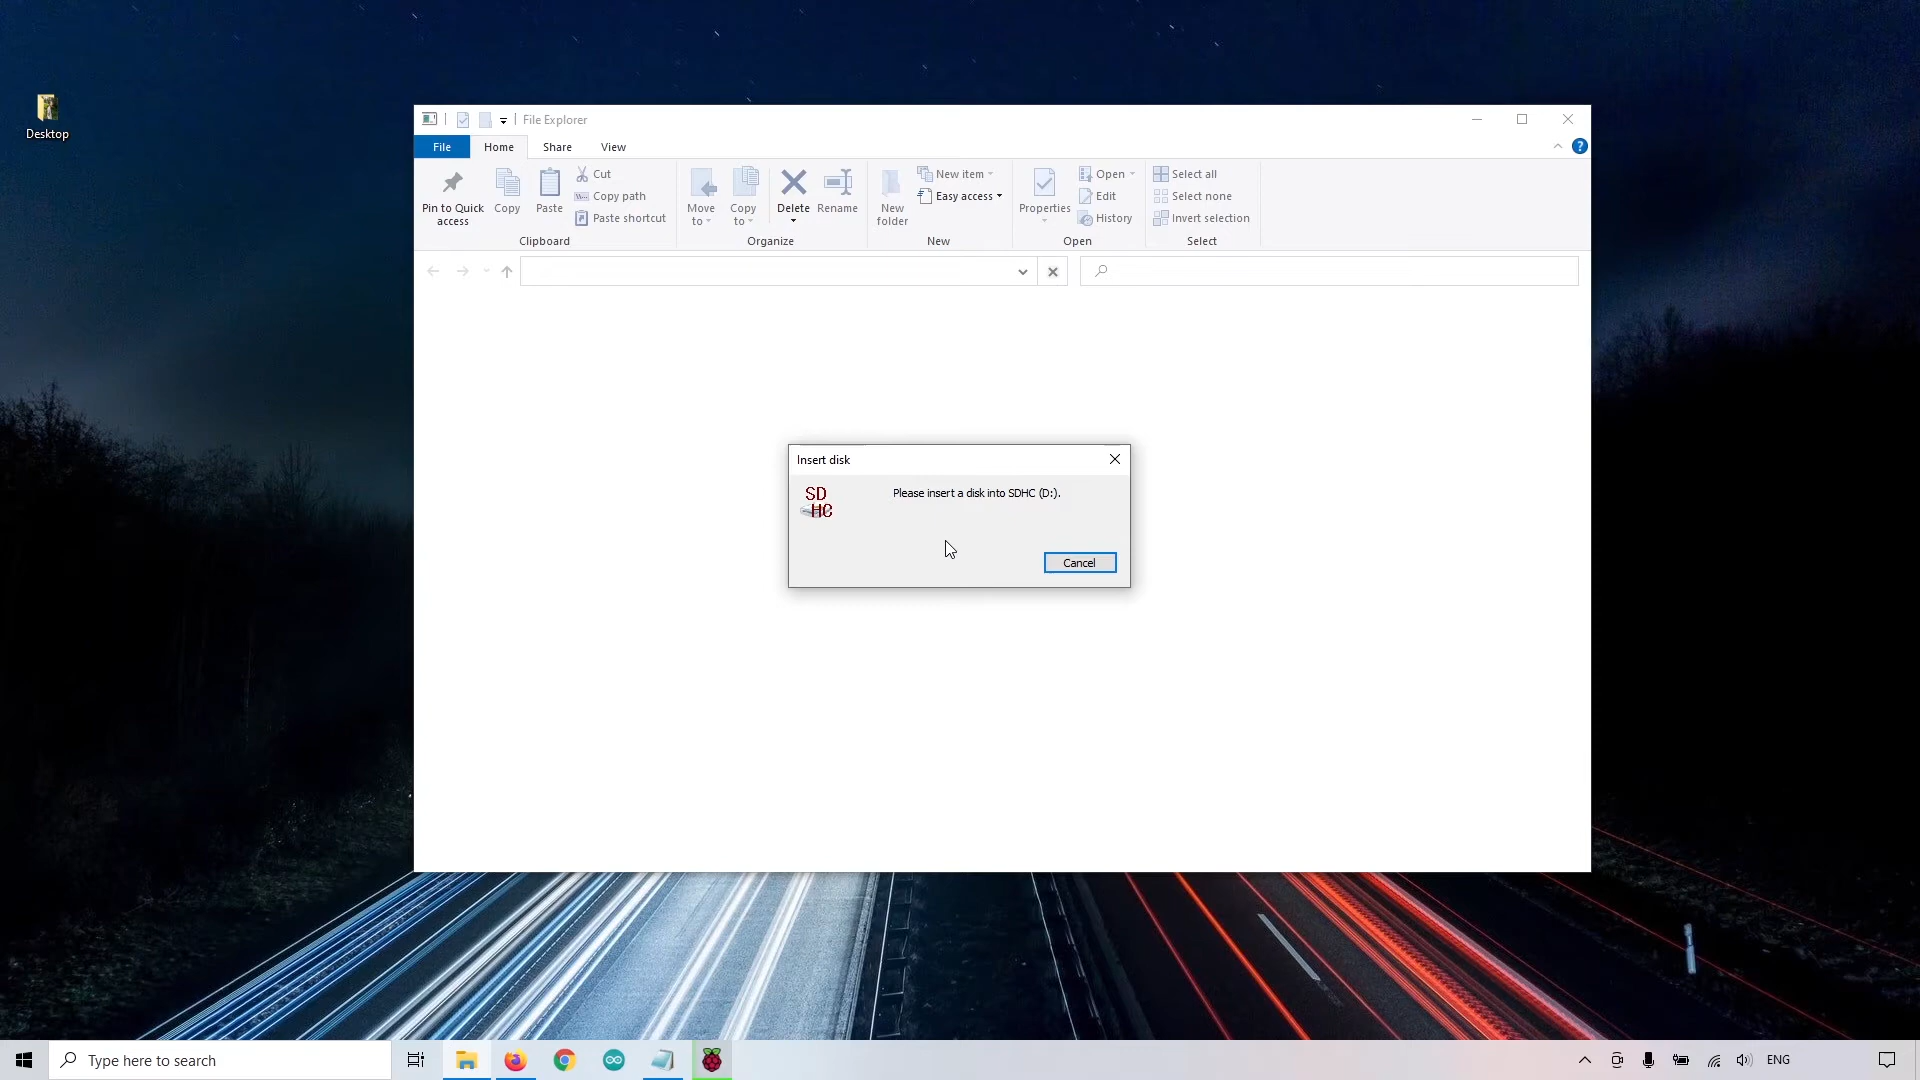 Desktop
File Explorer
File Home Share View
Pin to Quick access
Copy
Paste
Cut
Copy path
Paste shortcut
Clipboard
Move to
Copy to
Delete
Rename
Organize
New folder
New item
Easy access
New
Properties
Open
Edit
History
Open
Select all
Select none
Invert selection
Select
Insert disk
SD
HC
Please insert a disk into SDHC (D:).
Cancel
Type here to search
ENG